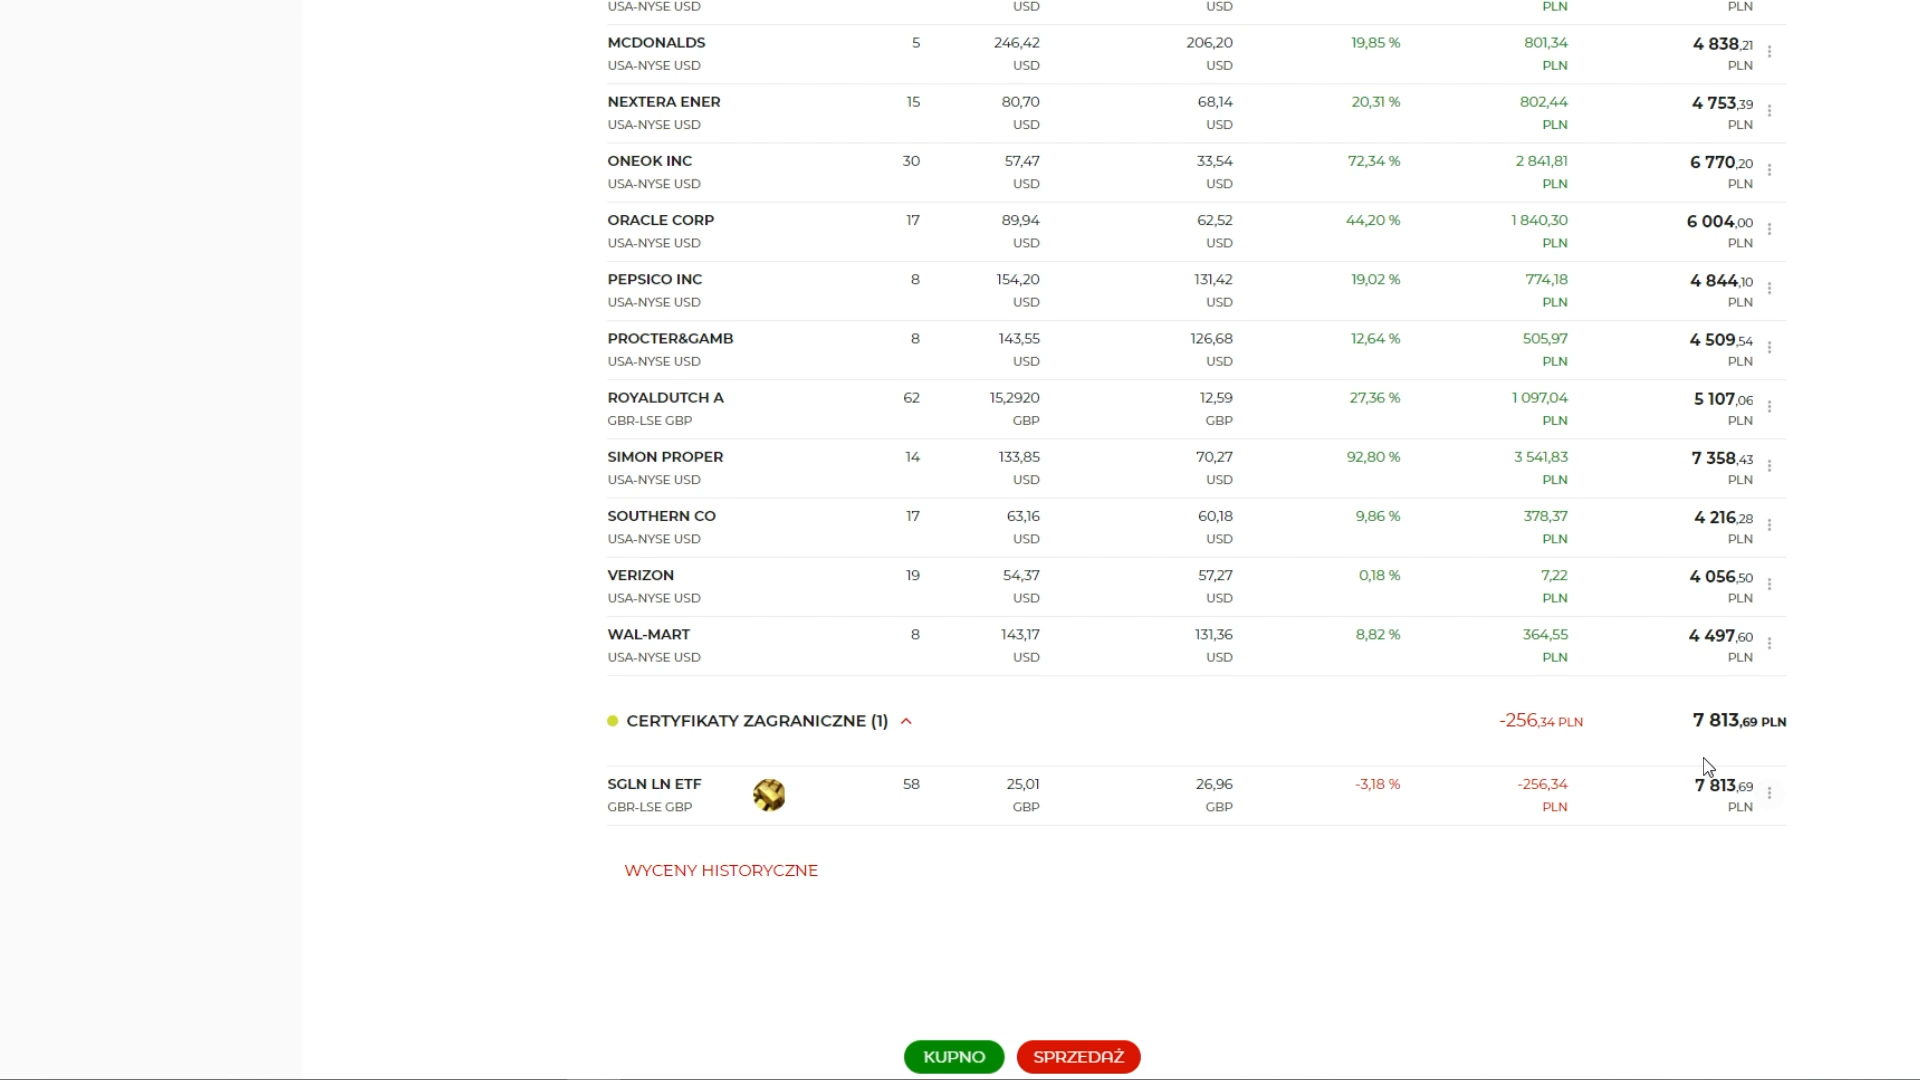 USA-NYSE USD USD USD PLN PLN
MCDONALDS 5 246,42 206,20 19,85 % 801,34 4 838,21
USA-NYSE USD USD USD PLN PLN
NEXTERA ENER 15 80,70 68,14 20,31 % 802,44 4 753,39
USA-NYSE USD USD USD PLN PLN
ONEOK INC 30 57,47 33,54 72,34 % 2 841,81 6 770,20
USA-NYSE USD USD USD PLN PLN
ORACLE CORP 17 89,94 62,52 44,20 % 1 840,30 6 004,00
USA-NYSE USD USD USD PLN PLN
PEPSICO INC 8 154,20 131,42 19,02 % 774,18 4 844,10
USA-NYSE USD USD USD PLN PLN
PROCTER&GAMB 8 143,55 126,68 12,64 % 505,97 4 509,54
USA-NYSE USD USD USD PLN PLN
ROYALDUTCH A 62 15,2920 12,59 27,36 % 1 097,04 5 107,06
GBR-LSE GBP GBP GBP PLN PLN
SIMON PROPER 14 133,85 70,27 92,80 % 3 541,83 7 358,43
USA-NYSE USD USD USD PLN PLN
SOUTHERN CO 17 63,16 60,18 9,86 % 378,37 4 216,28
USA-NYSE USD USD USD PLN PLN
VERIZON 19 54,37 57,27 0,18 % 7,22 4 056,50
USA-NYSE USD USD USD PLN PLN
WAL-MART 8 143,17 131,36 8,82 % 364,55 4 497,60
USA-NYSE USD USD USD PLN PLN
CERTYFIKATY ZAGRANICZNE (1) -256,34 PLN 7 813,69 PLN
SGLN LN ETF 58 25,01 26,96 -3,18 % -256,34 7 813,69
GBR-LSE GBP GBP GBP PLN PLN
WYCENY HISTORYCZNE
KUPNO SPRZEDAŻ